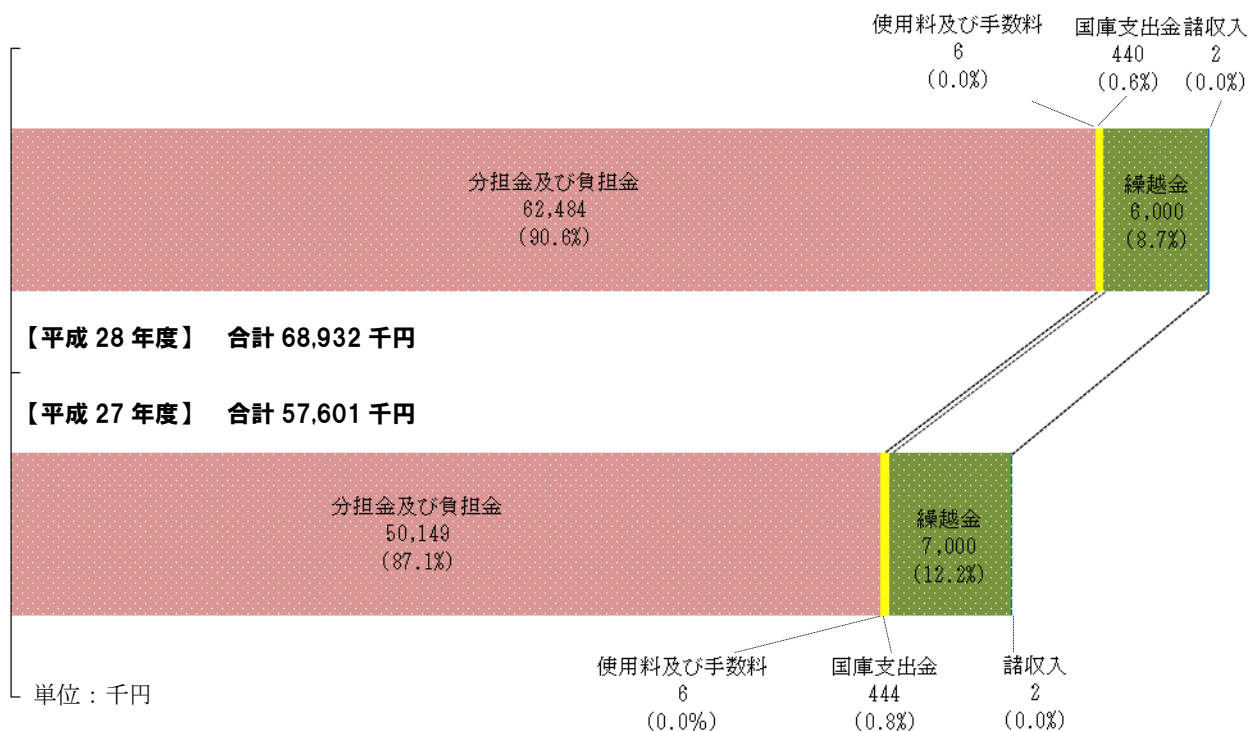 使用料及び手数料
6
(0.0%)
国庫支出金
440
(0.6%)
諸収入
2
(0.0%)
分担金及び負担金
62,484
(90.6%)
繰越金
6,000
(8.7%)
【平成 28 年度】 合計 68,932 千円
【平成 27 年度】 合計 57,601 千円
分担金及び負担金
50,149
(87.1%)
繰越金
7,000
(12.2%)
使用料及び手数料
6
(0.0%)
国庫支出金
444
(0.8%)
諸収入
2
(0.0%)
単位：千円